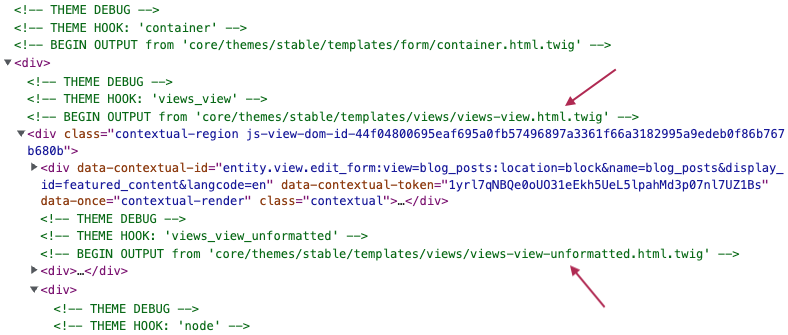 <!-- THEME DEBUG -->
<!-- THEME HOOK: 'container' -->
<!-- BEGIN OUTPUT from 'core/themes/stable/templates/form/container.html.twig' -->
<div>
<!-- THEME DEBUG -->
<!-- THEME HOOK: 'views_view' -->
<!-- BEGIN OUTPUT from 'core/themes/stable/templates/views/views-view.html.twig' -->
<div class="contextual-region js-view-dom-id-44f04800695eaf695a0fb57496897a3361f66a3182995a9edeb0f86b767
b680b">
<div data-contextual-id="entity.view.edit_form:view=blog_posts:location=block&name=blog_posts&display_
id=featured_content&langcode=en" data-contextual-token="1yrl7qNBQe0oUO31eEkh5UeL5lpahMd3p07nl7UZ1Bs"
data-once="contextual-render" class="contextual">…</div>
<!-- THEME DEBUG -->
<!-- THEME HOOK: 'views_view_unformatted' -->
<!-- BEGIN OUTPUT from 'core/themes/stable/templates/views/views-view-unformatted.html.twig' -->
<div>…</div>
<div>
<!-- THEME DEBUG -->
<!-- THEME HOOK: 'node' -->